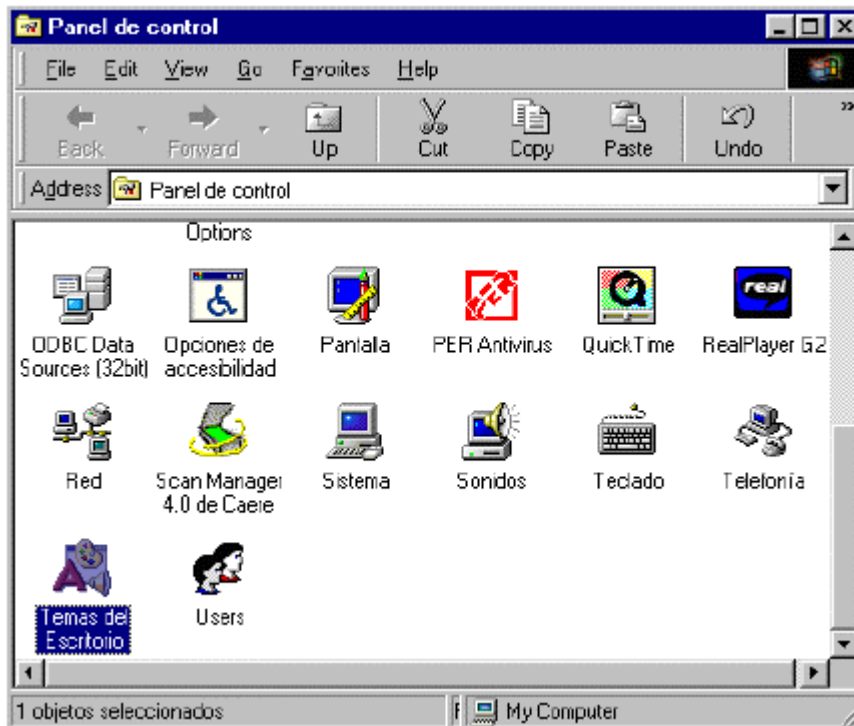 Panel de control
File Edit View Go Favorites Help
Back Forward Up Cut Copy Paste Undo »
Address Panel de control
Options
real
ODBC Data Opciones de Pantalla PER Antivirus QuickTime RealPlayer G2
Sources (32bit) accesibilidad
Red Scan Manager Sistema Sonidos Teclado Telefonía
4.0 de Caere
Temas del Users
Escritorio
1 objetos seleccionados My Computer